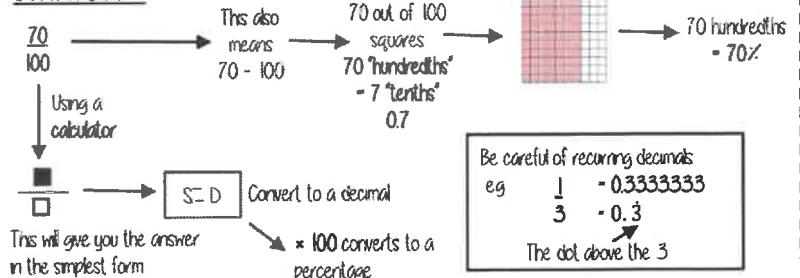 70
100
This also
means
70 - 100
70 out of 100
squares
70 "hundredths"
= 7 "tenths"
0.7
70 hundredths
= 70%
Using a
calculator
S⇔D
Convert to a decimal
This will give you the answer
in the simplest form
× 100 converts to a
percentage
Be careful of recurring decimals
eg 1 = 0.3333333
3 = 0.3̇
The dot above the 3